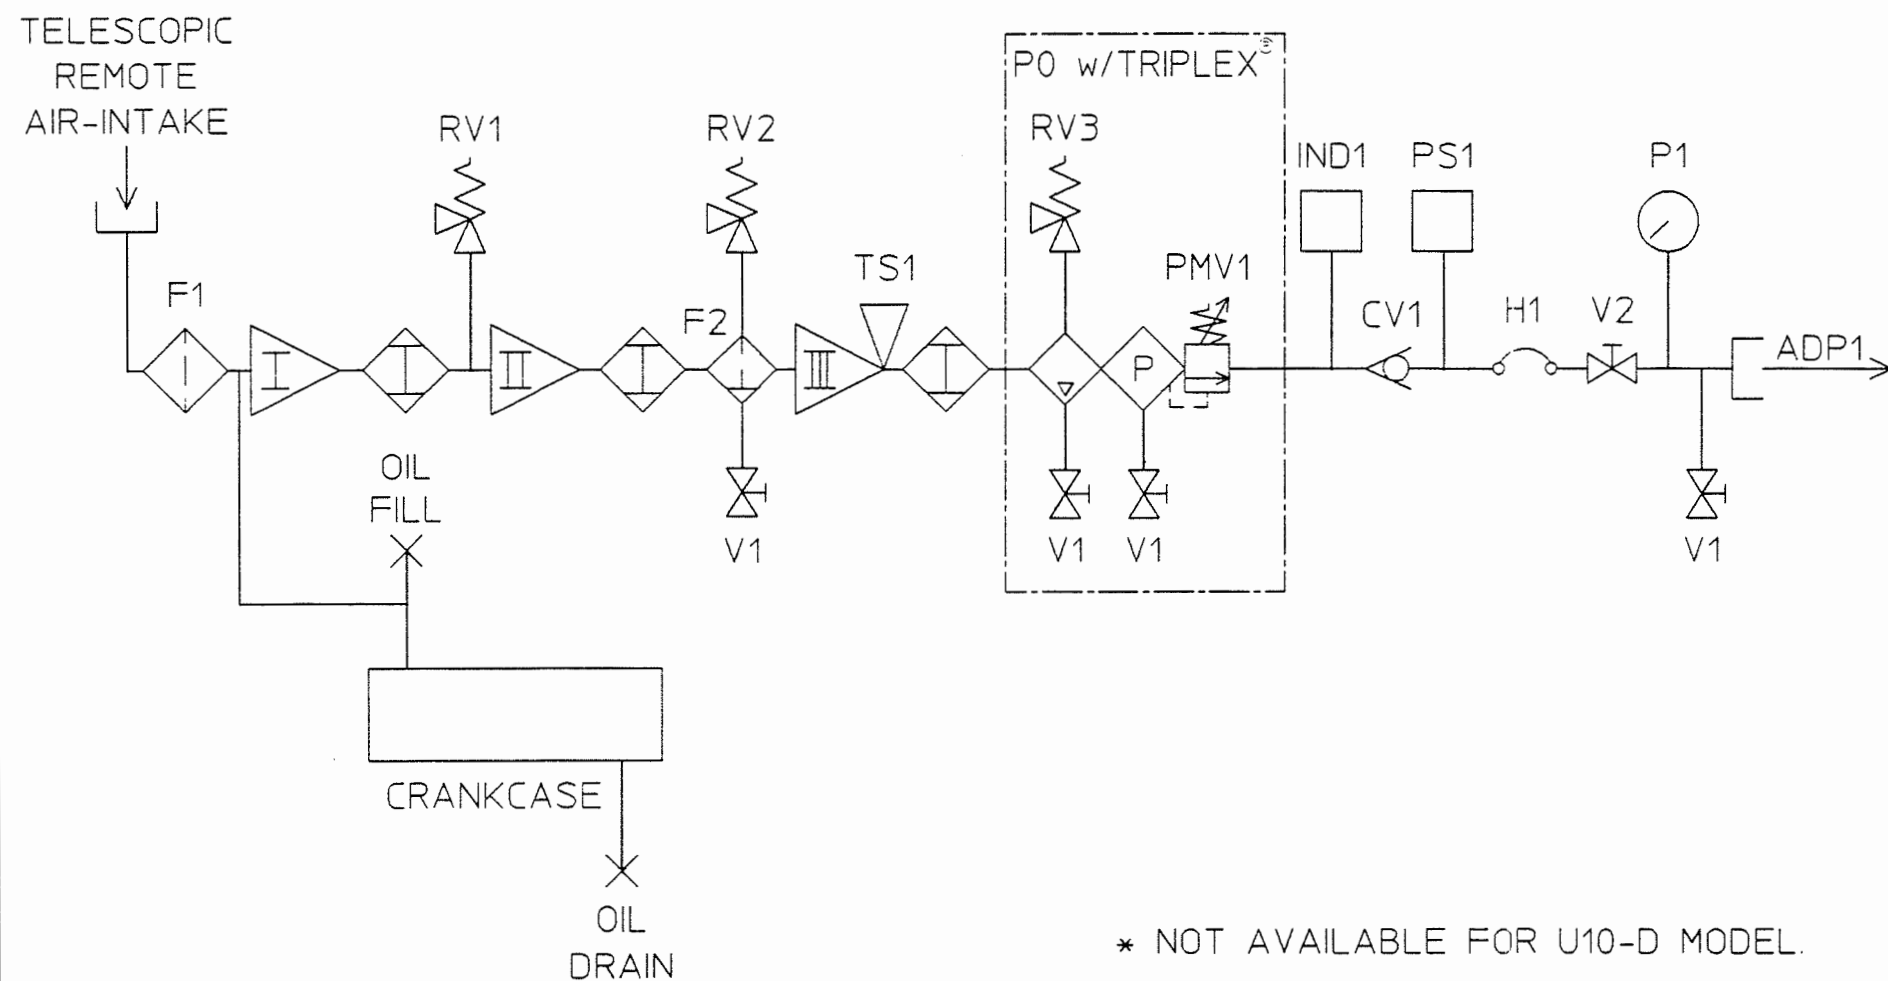 TELESCOPIC
REMOTE
AIR-INTAKE
RV1
RV2
PO w/TRIPLEX®
RV3
IND1
PS1
P1
F1
F2
TS1
PMV1
CV1
H1
V2
ADP1
I
II
III
P
OIL
FILL
V1
V1
V1
V1
CRANKCASE
OIL
DRAIN
* NOT AVAILABLE FOR U10-D MODEL.